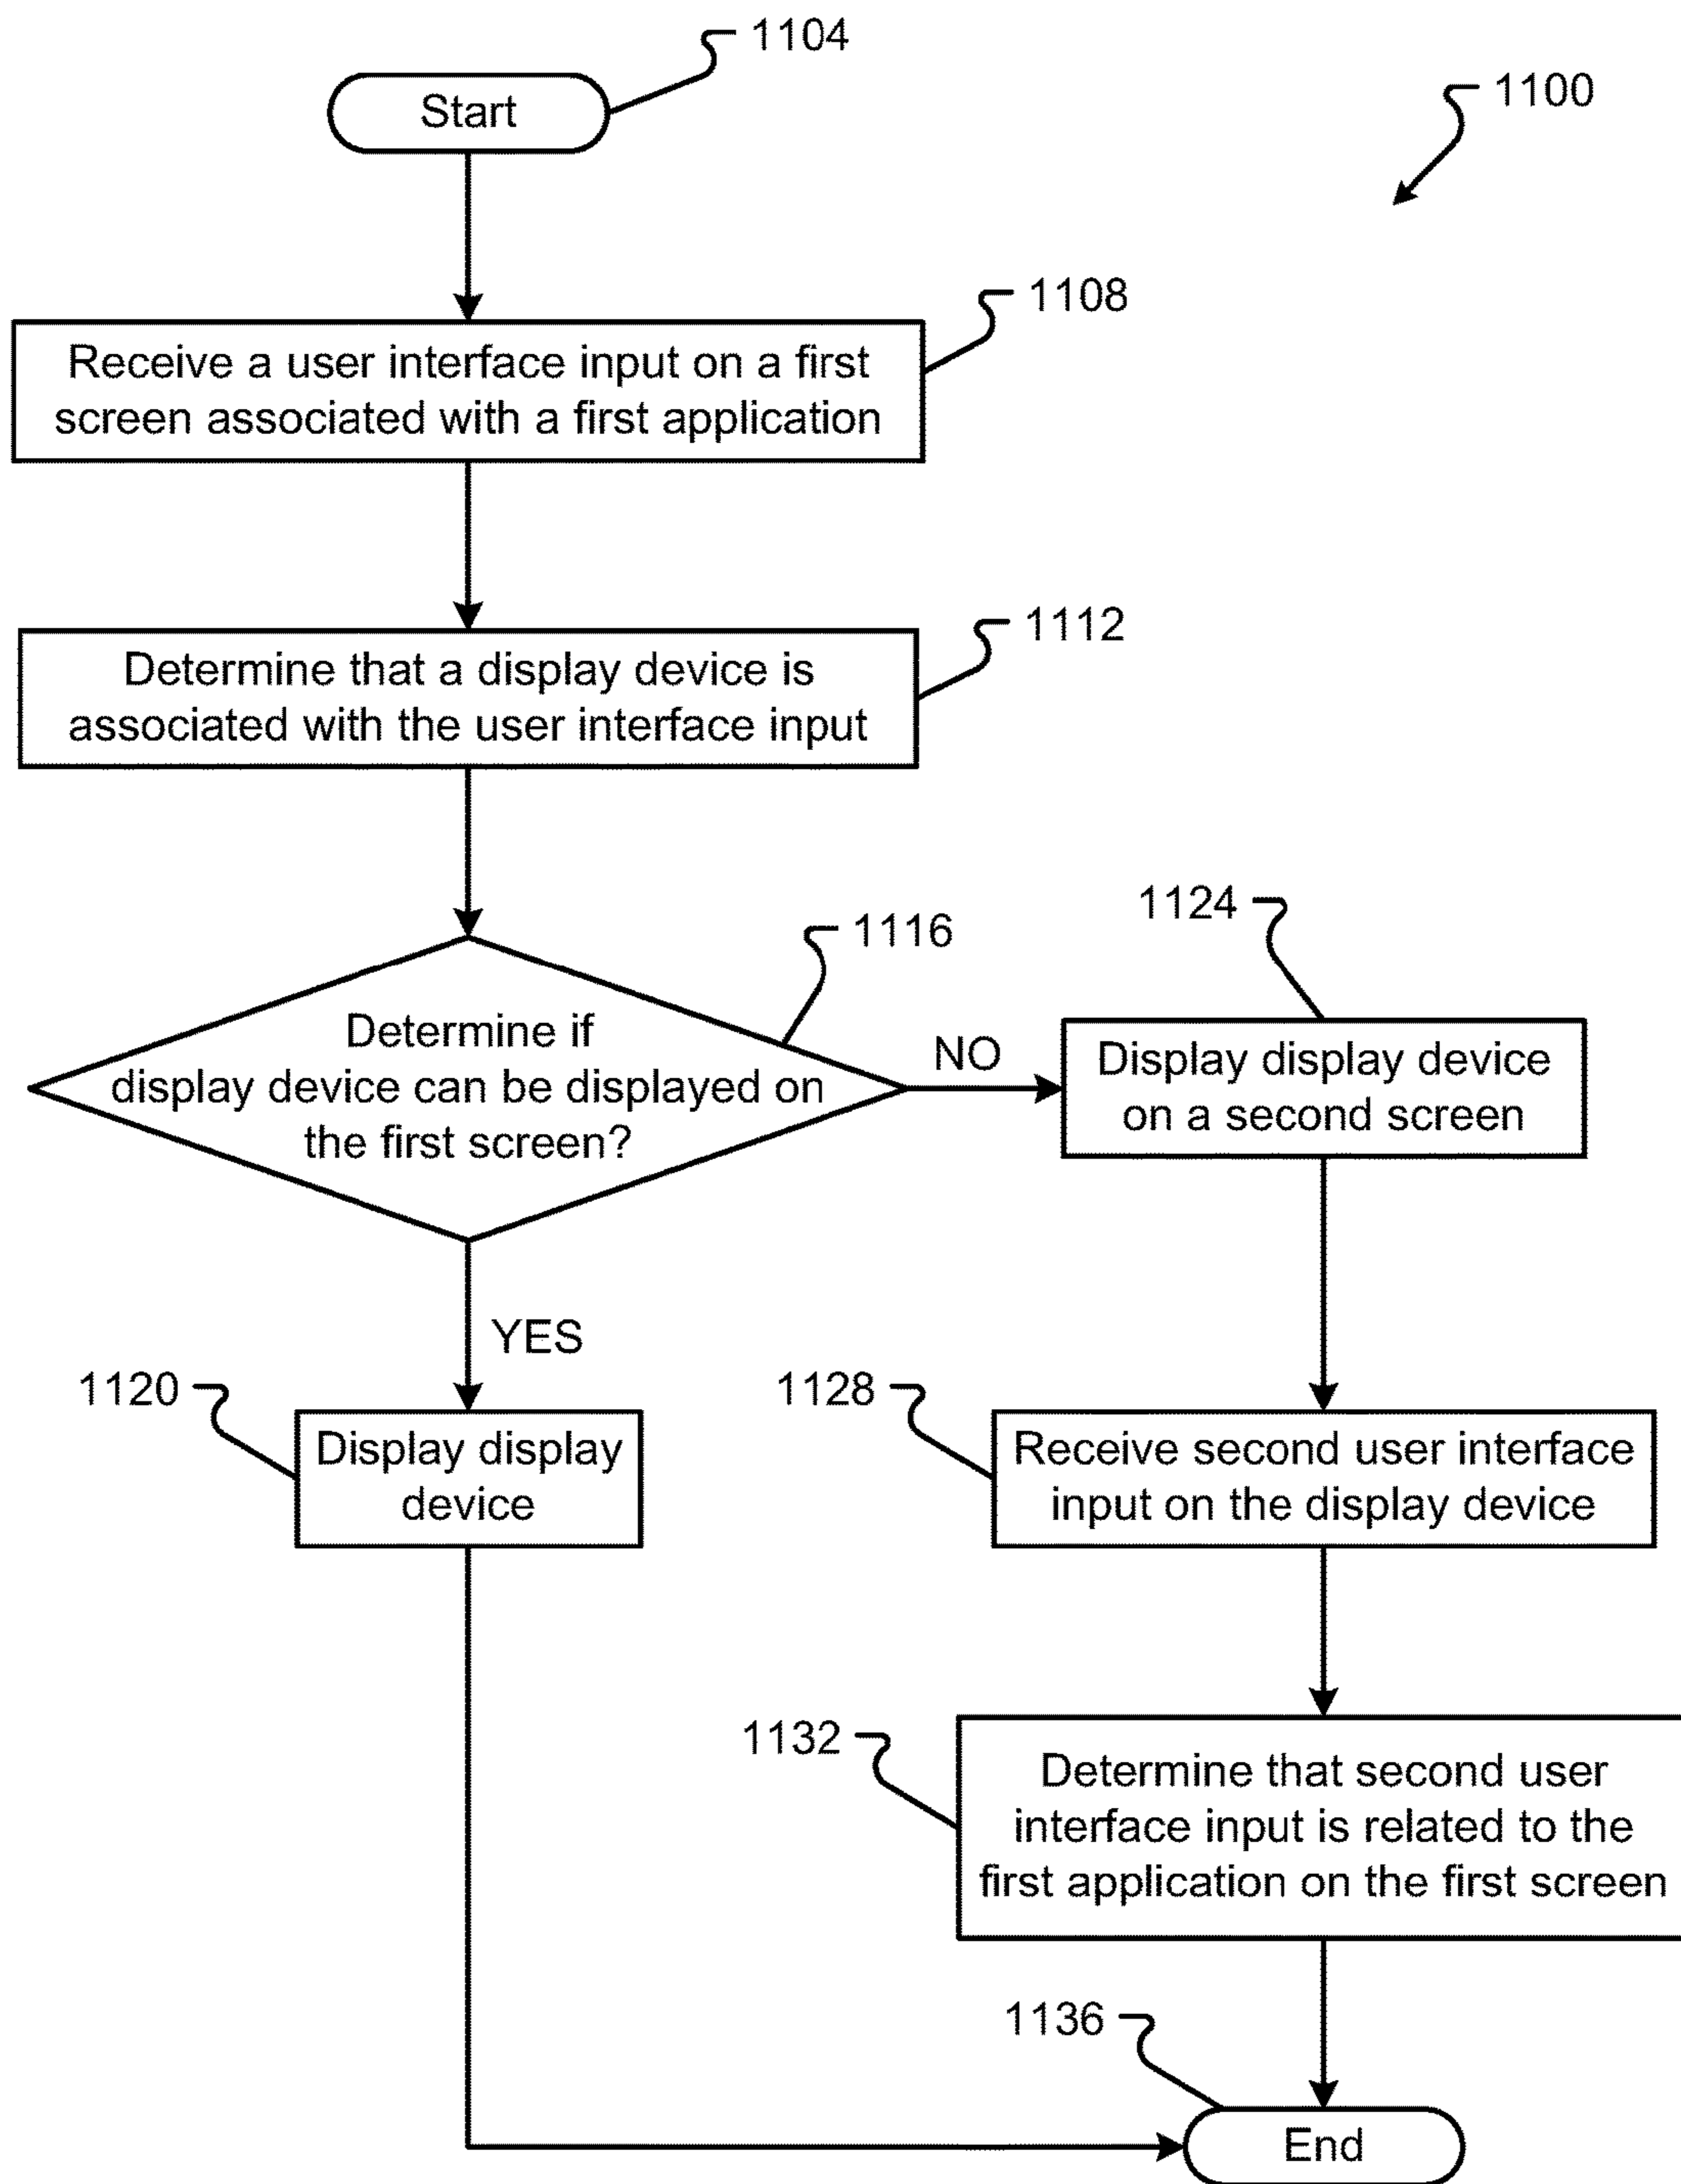 1104
Start
1100
1108
Receive a user interface input on a first
screen associated with a first application
1112
Determine that a display device is
associated with the user interface input
1116
Determine if
display device can be displayed on
the first screen?
NO
1124
Display display device
on a second screen
YES
1120
Display display
device
1128
Receive second user interface
input on the display device
1132
Determine that second user
interface input is related to the
first application on the first screen
1136
End